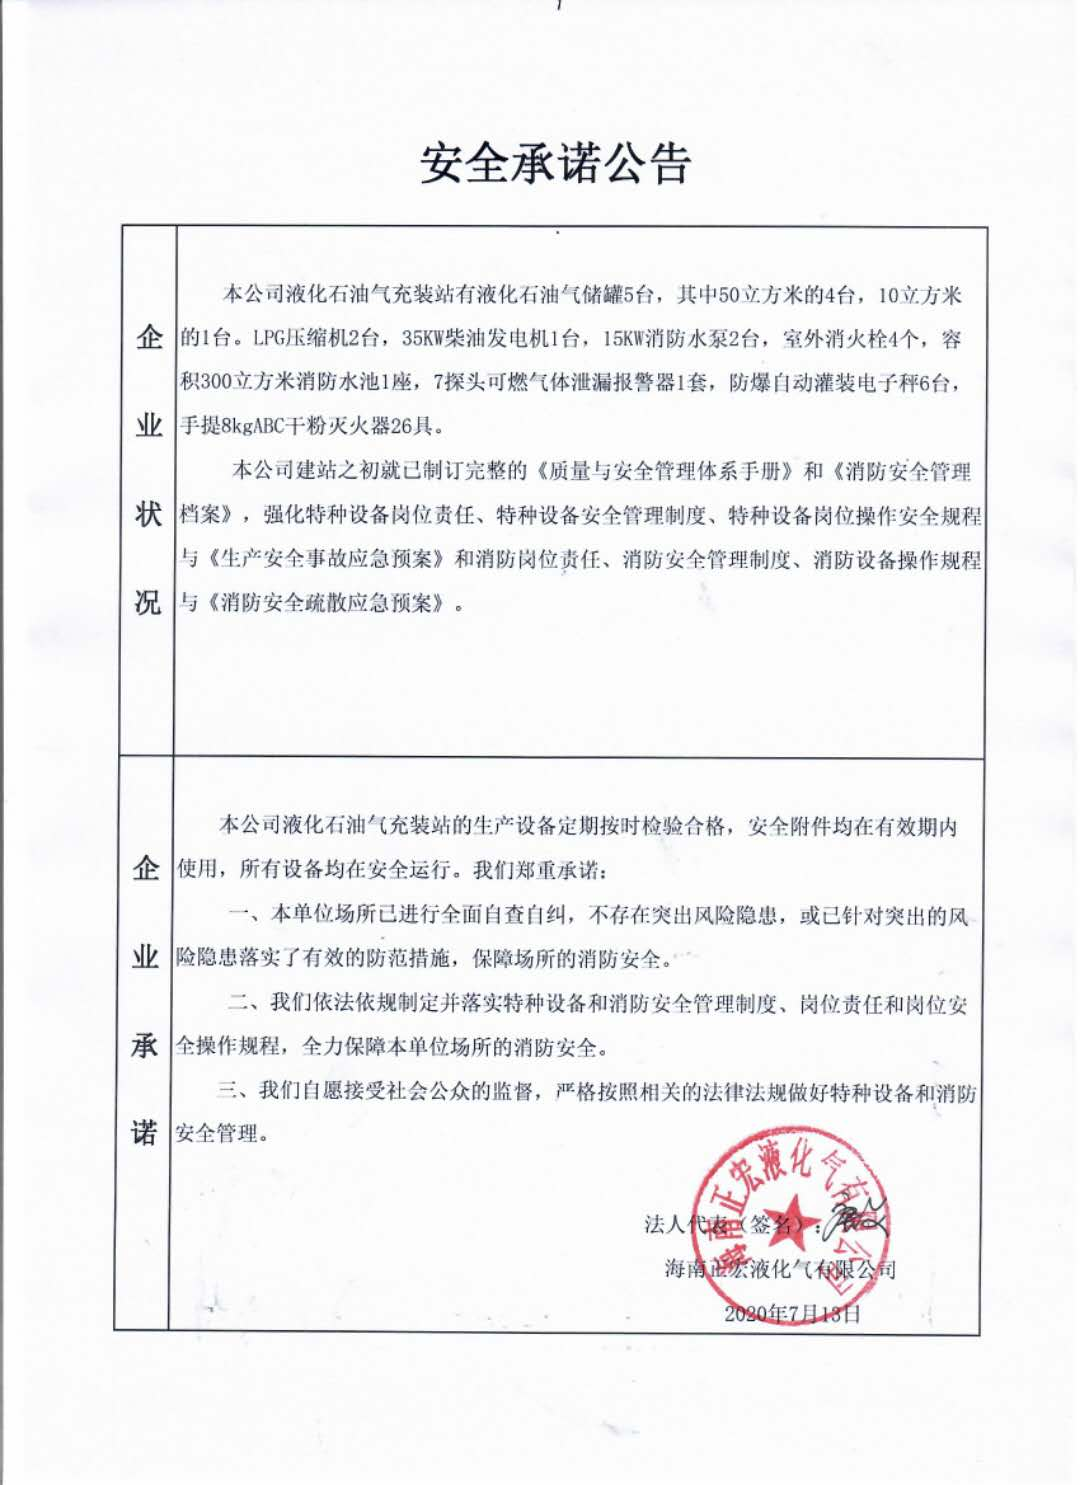 安全承诺公告
企业状况
本公司液化石油气充装站有液化石油气储罐5台，其中50立方米的4台，10立方米
的1台。LPG压缩机2台，35KW柴油发电机1台，15KW消防水泵2台，室外消火栓4个，容
积300立方米消防水池1座，7探头可燃气体泄漏报警器1套，防爆自动灌装电子秤6台，
手提8kgABC干粉灭火器26具。
本公司建站之初就已制订完整的《质量与安全管理体系手册》和《消防安全管理
档案》，强化特种设备岗位责任、特种设备安全管理制度、特种设备岗位操作安全规程
与《生产安全事故应急预案》和消防岗位责任、消防安全管理制度、消防设备操作规程
与《消防安全疏散应急预案》。
企业承诺
本公司液化石油气充装站的生产设备定期按时检验合格，安全附件均在有效期内
使用，所有设备均在安全运行。我们郑重承诺：
一、本单位场所已进行全面自查自纠，不存在突出风险隐患，或已针对突出的风
险隐患落实了有效的防范措施，保障场所的消防安全。
二、我们依法依规制定并落实特种设备和消防安全管理制度、岗位责任和岗位安
全操作规程，全力保障本单位场所的消防安全。
三、我们自愿接受社会公众的监督，严格按照相关的法律法规做好特种设备和消防
安全管理。
法人代表（签名）：
海南正宏液化气有限公司
2020年7月13日
海南正宏液化气有限公司